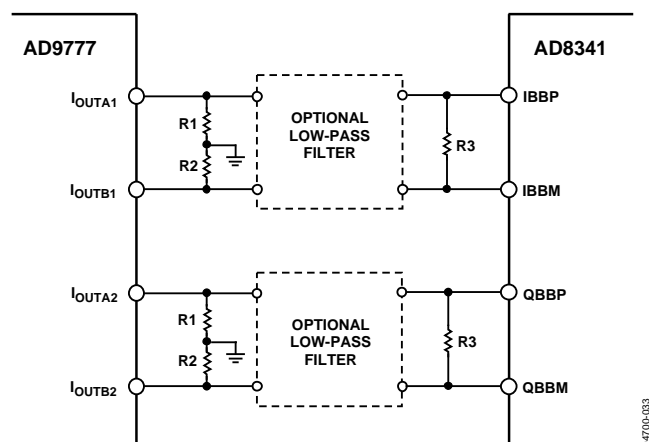 AD9777
AD8341
IOUTA1
R1
R2
IOUTB1
OPTIONAL
LOW-PASS
FILTER
R3
IBBP
IBBM
IOUTA2
R1
R2
IOUTB2
OPTIONAL
LOW-PASS
FILTER
R3
QBBP
QBBM
4700-033